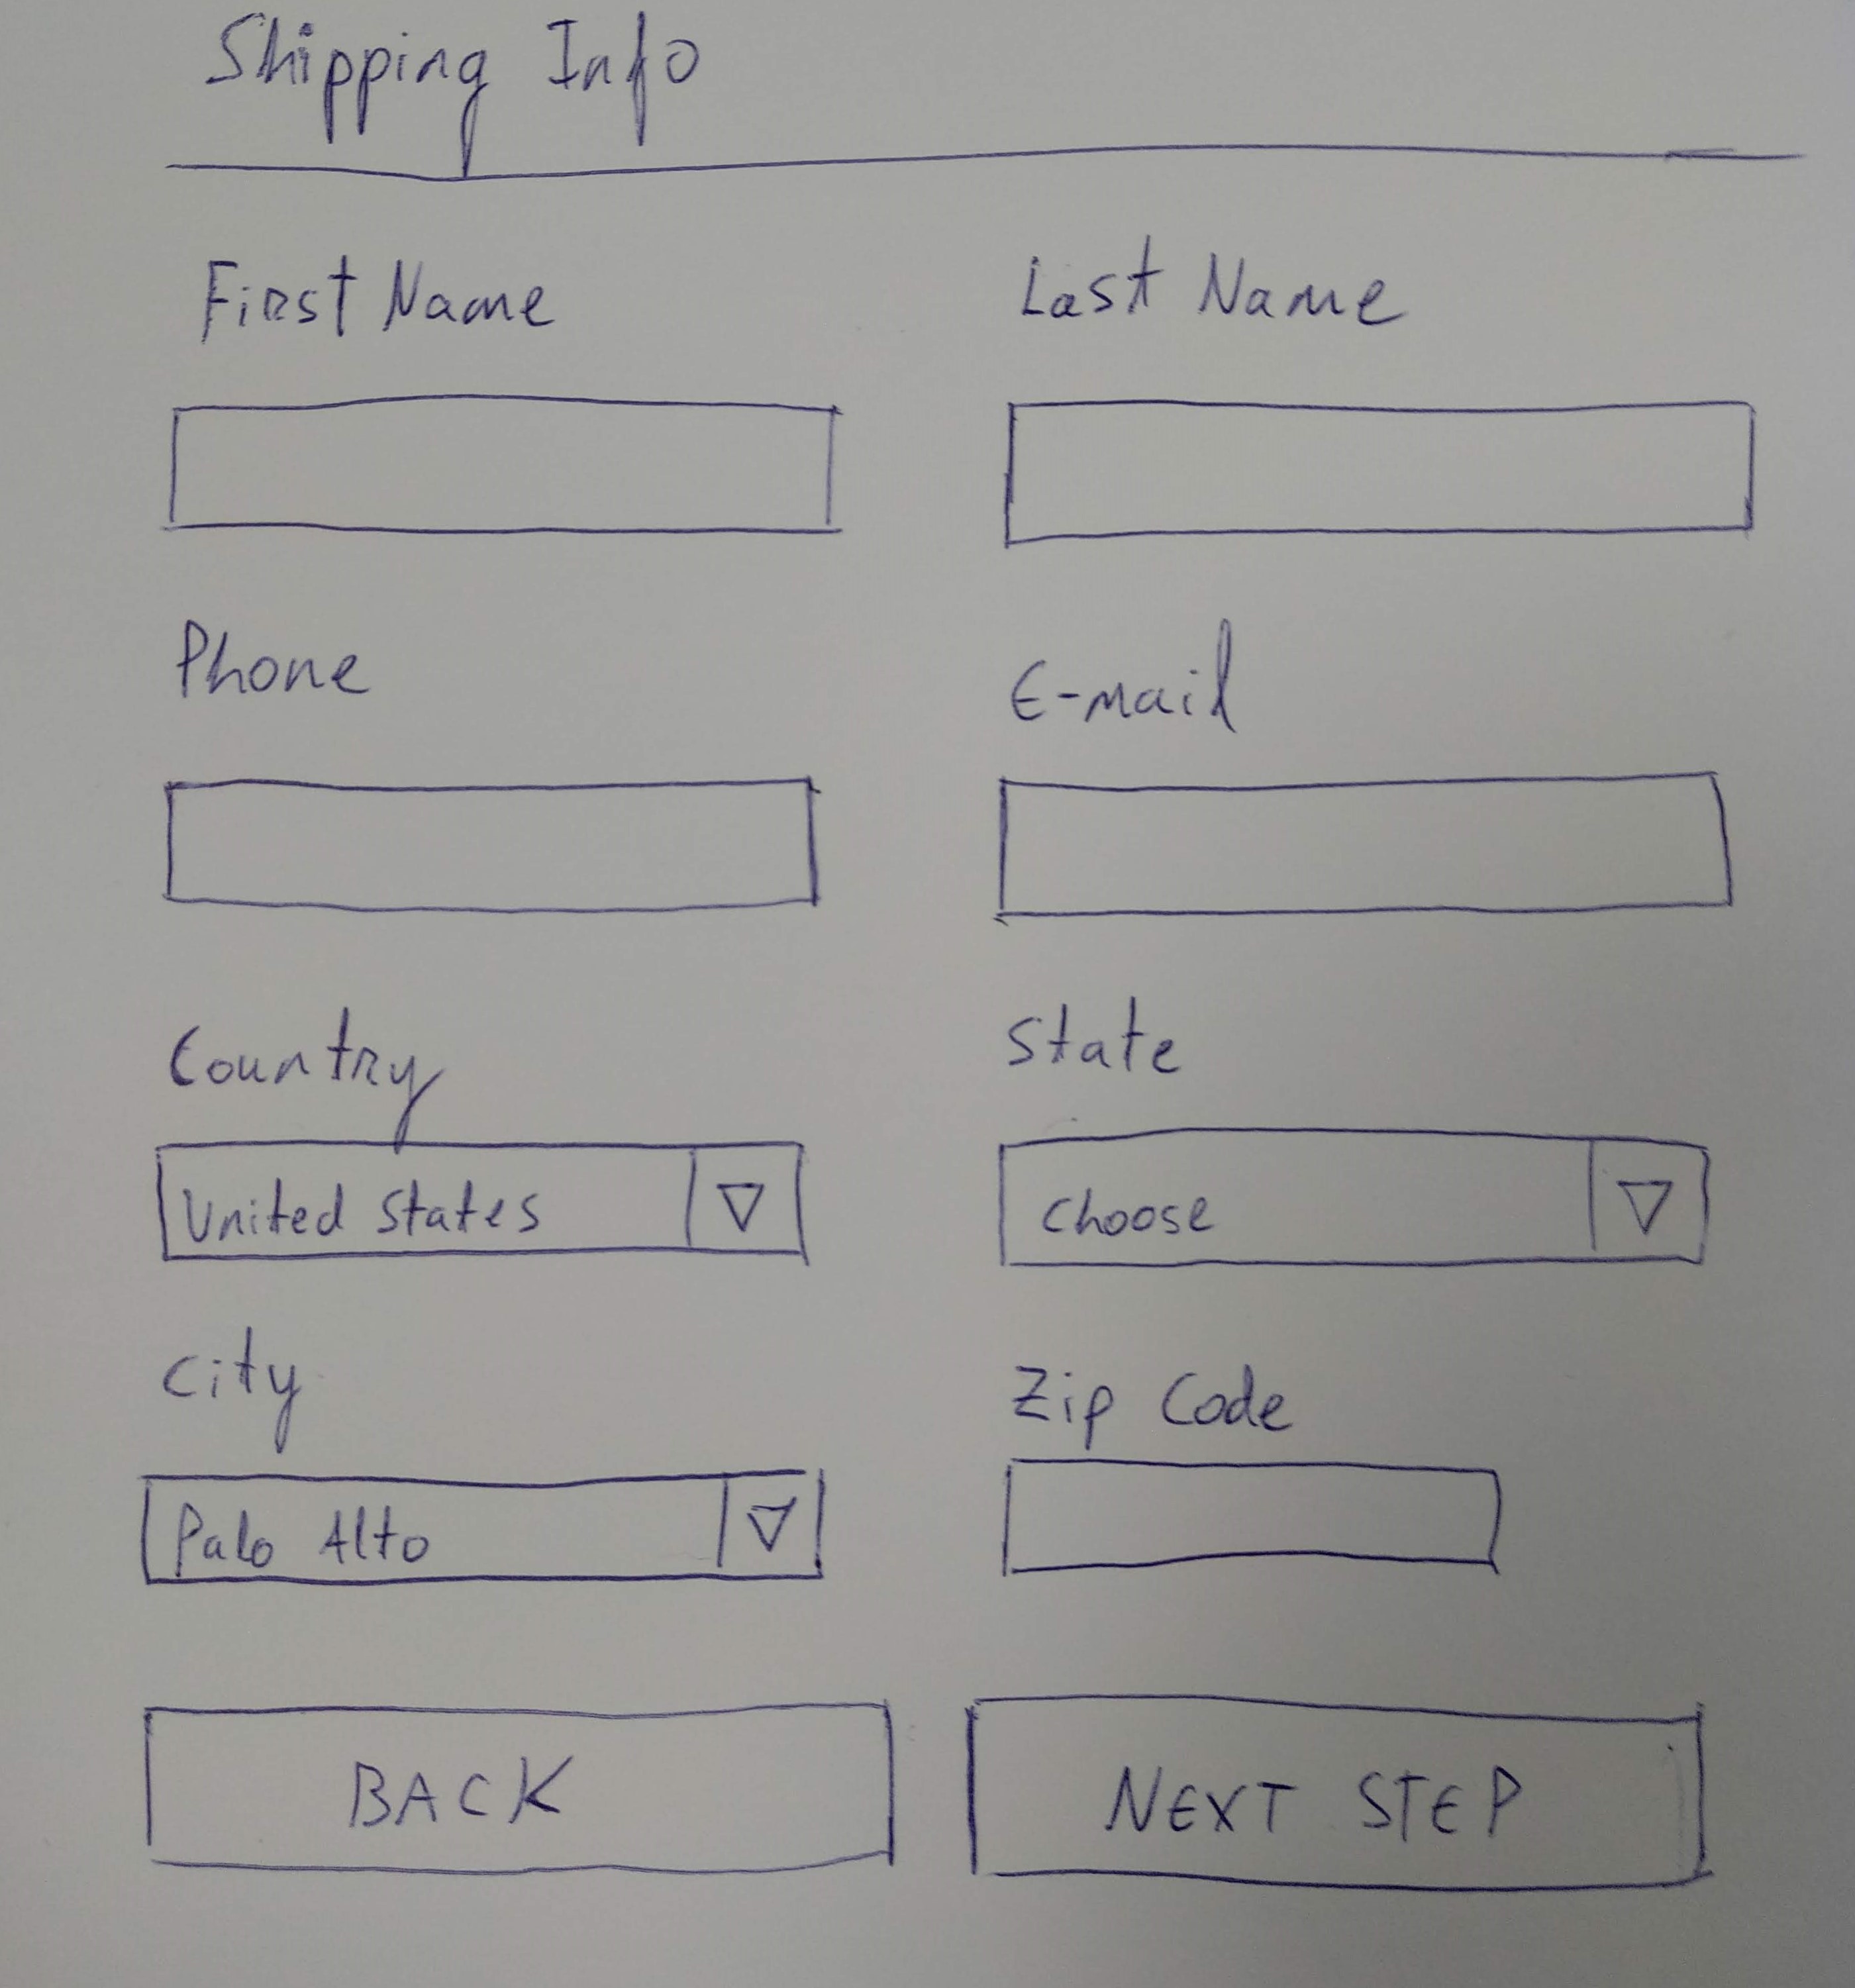 Shipping Info
First Name
Last Name
Phone
E-mail
Country
State
United States
Choose
City
Zip Code
Palo Alto
BACK
NEXT STEP